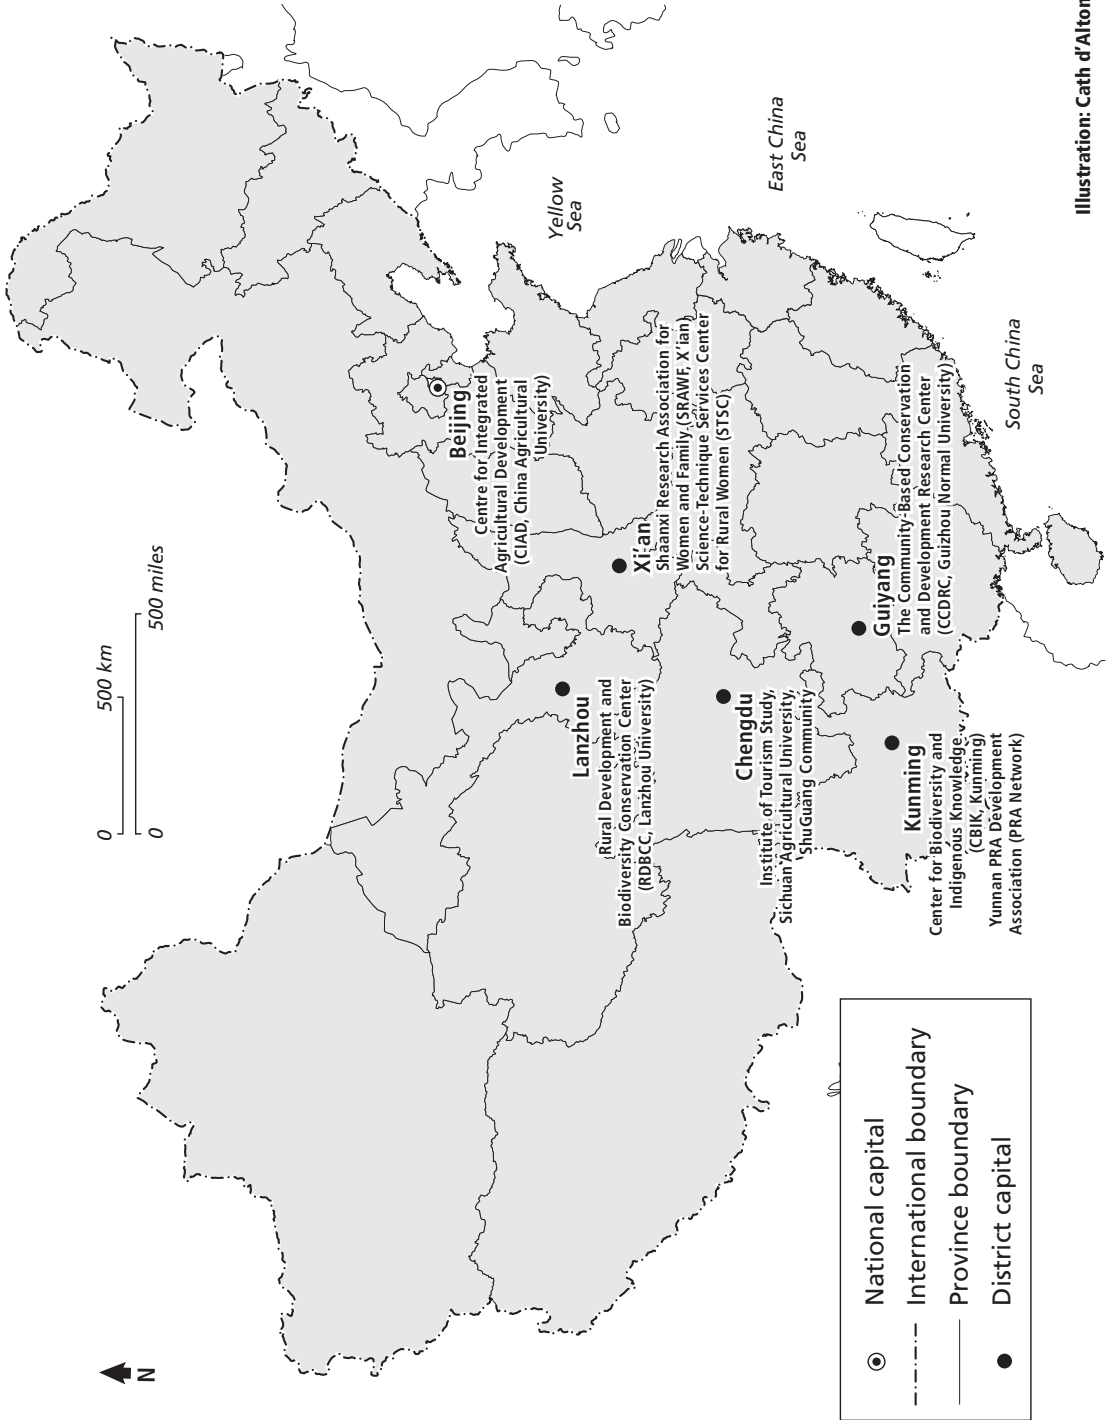 N
0
500 km
0
500 miles
Beijing
Centre for Integrated
Agricultural Development
(CIAD, China Agricultural
University)
Yellow
Sea
Lanzhou
Rural Development and
Biodiversity Conservation Center
(RDBCC, Lanzhou University)
Xi-an
Shaanxi Research Association for
Women and Family (SRAWF, X’ian)
Science-Technique Services Center
for Rural Women (STSC)
East China
Sea
Chengdu
Institute of Tourism Study,
Sichuan Agricultural University,
ShuGuang Community
Guiyang
The Community-Based Conservation
and Development Research Center
(CCDRC, Guizhou Normal University)
Kunming
Center for Biodiversity and
Indigenous Knowledge
(CBIK, Kunming)
Yunnan PRA Development
Association (PRA Network)
South China
Sea
National capital
International boundary
Province boundary
District capital
Illustration: Cath d’Alton